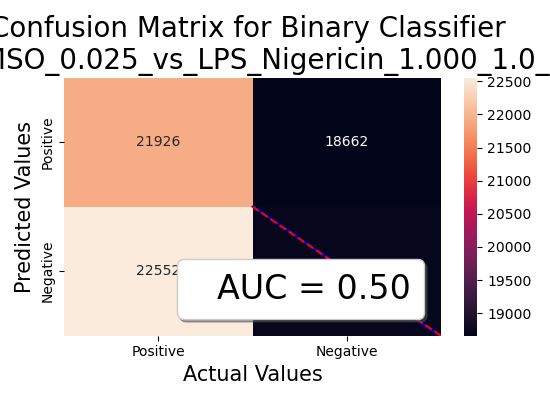 Confusion Matrix for Binary Classifier
MSO_0.025_vs_LPS_Nigericin_1.000_1.0_
22500
22000
21500
21000
20500
20000
19500
19000
Predicted Values
Positive
Negative
21926
18662
22552
AUC = 0.50
Positive
Negative
Actual Values